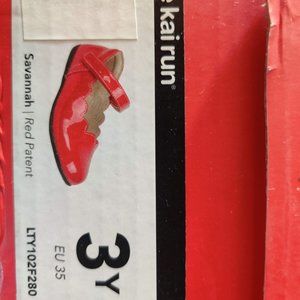 kai run®
Savannah | Red Patent
3Y
EU 35
LTY102F280